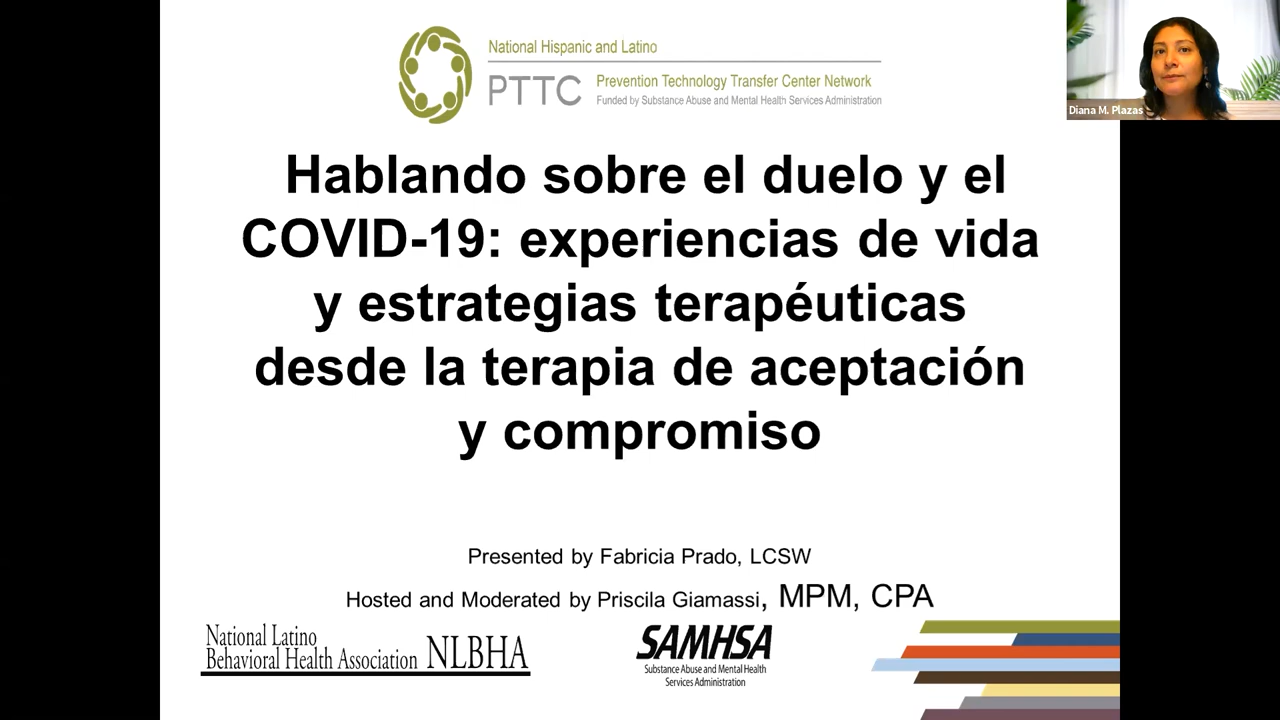 National Hispanic and Latino
PTTC
Prevention Technology Transfer Center Network
Funded by Substance Abuse and Mental Health Services Administration
Diana M. Plazas
Hablando sobre el duelo y el
COVID-19: experiencias de vida
y estrategias terapéuticas
desde la terapia de aceptación
y compromiso
Presented by Fabricia Prado, LCSW
Hosted and Moderated by Priscila Giamassi, MPM, CPA
National Latino
Behavioral Health Association NLBHA
SAMHSA
Substance Abuse and Mental Health
Services Administration